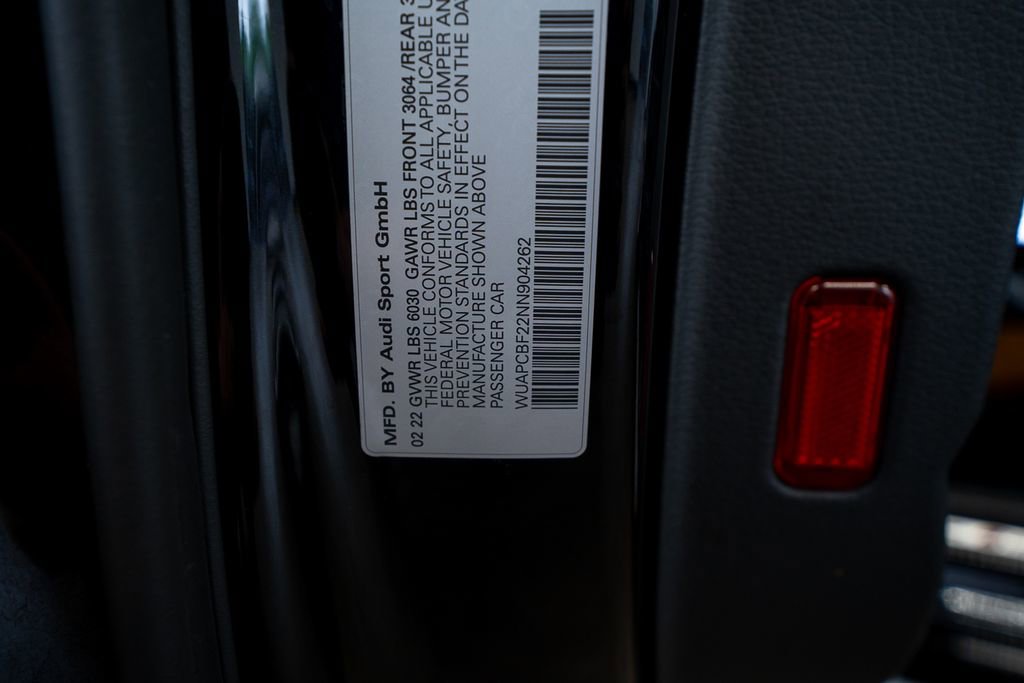 MFD. BY Audi Sport GmbH
02 22 GVWR LBS 6030 GAWR LBS FRONT 3064 /REAR 3
THIS VEHICLE CONFORMS TO ALL APPLICABLE U
FEDERAL MOTOR VEHICLE SAFETY, BUMPER AN
PREVENTION STANDARDS IN EFFECT ON THE DA
MANUFACTURE SHOWN ABOVE
PASSENGER CAR
WUAPCBF22NN904262